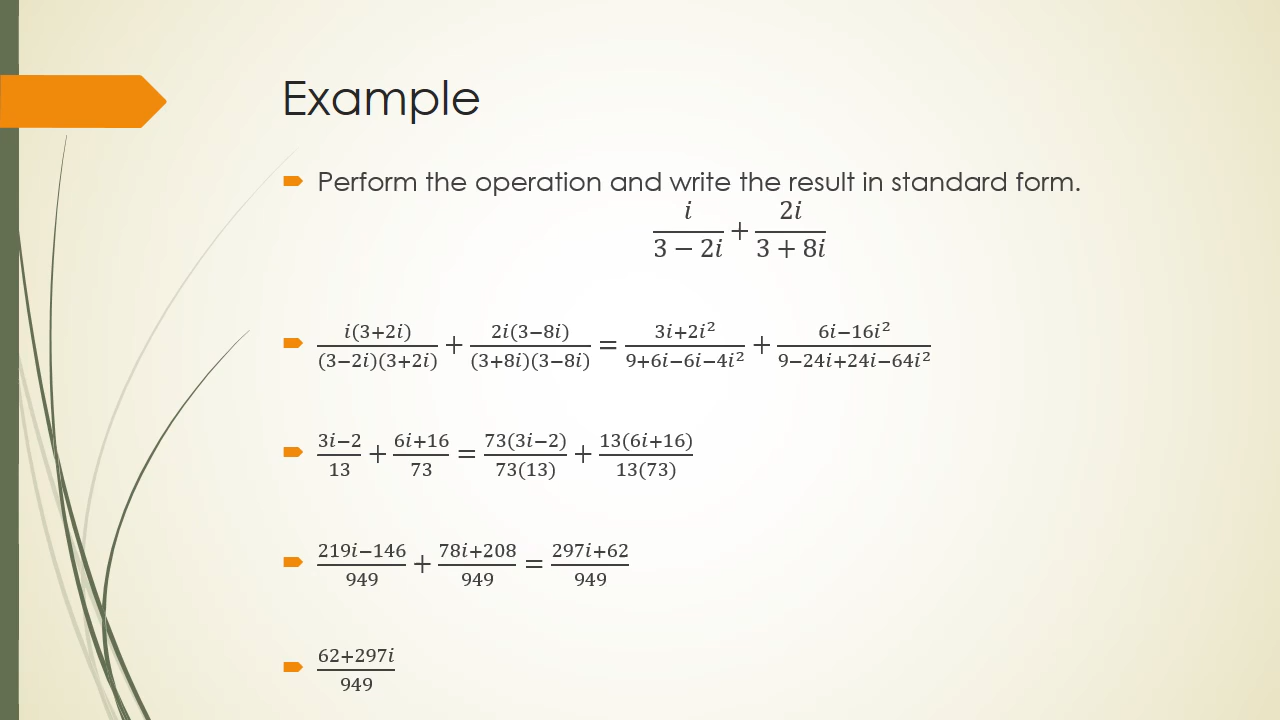 Example
Perform the operation and write the result in standard form.
i/(3 − 2i) + 2i/(3 + 8i)
i(3+2i)/((3−2i)(3+2i)) + 2i(3−8i)/((3+8i)(3−8i)) = (3i+2i²)/(9+6i−6i−4i²) + (6i−16i²)/(9−24i+24i−64i²)
(3i−2)/13 + (6i+16)/73 = 73(3i−2)/(73(13)) + 13(6i+16)/(13(73))
(219i−146)/949 + (78i+208)/949 = (297i+62)/949
(62+297i)/949